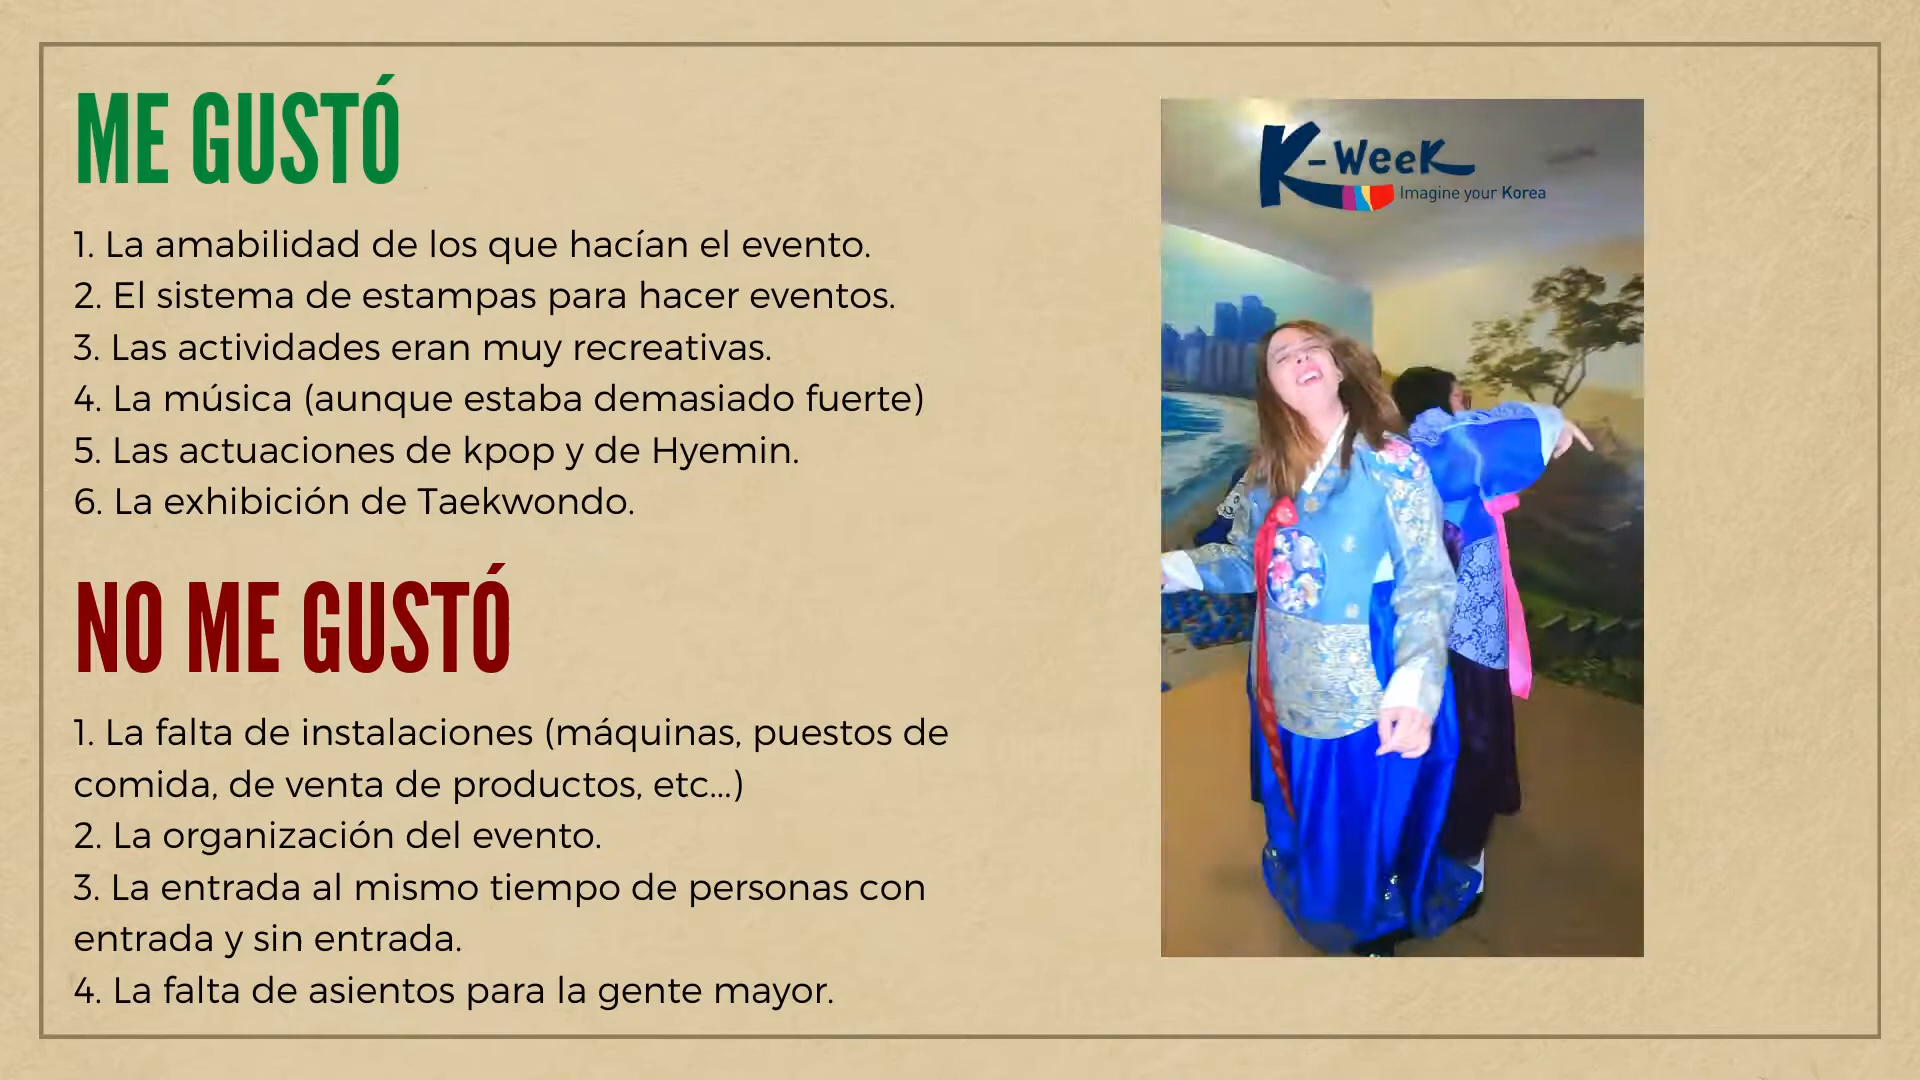 ME GUSTÓ
1. La amabilidad de los que hacían el evento.
2. El sistema de estampas para hacer eventos.
3. Las actividades eran muy recreativas.
4. La música (aunque estaba demasiado fuerte)
5. Las actuaciones de kpop y de Hyemin.
6. La exhibición de Taekwondo.
NO ME GUSTÓ
1. La falta de instalaciones (máquinas, puestos de
comida, de venta de productos, etc...)
2. La organización del evento.
3. La entrada al mismo tiempo de personas con
entrada y sin entrada.
4. La falta de asientos para la gente mayor.
K-Week
Imagine your Korea